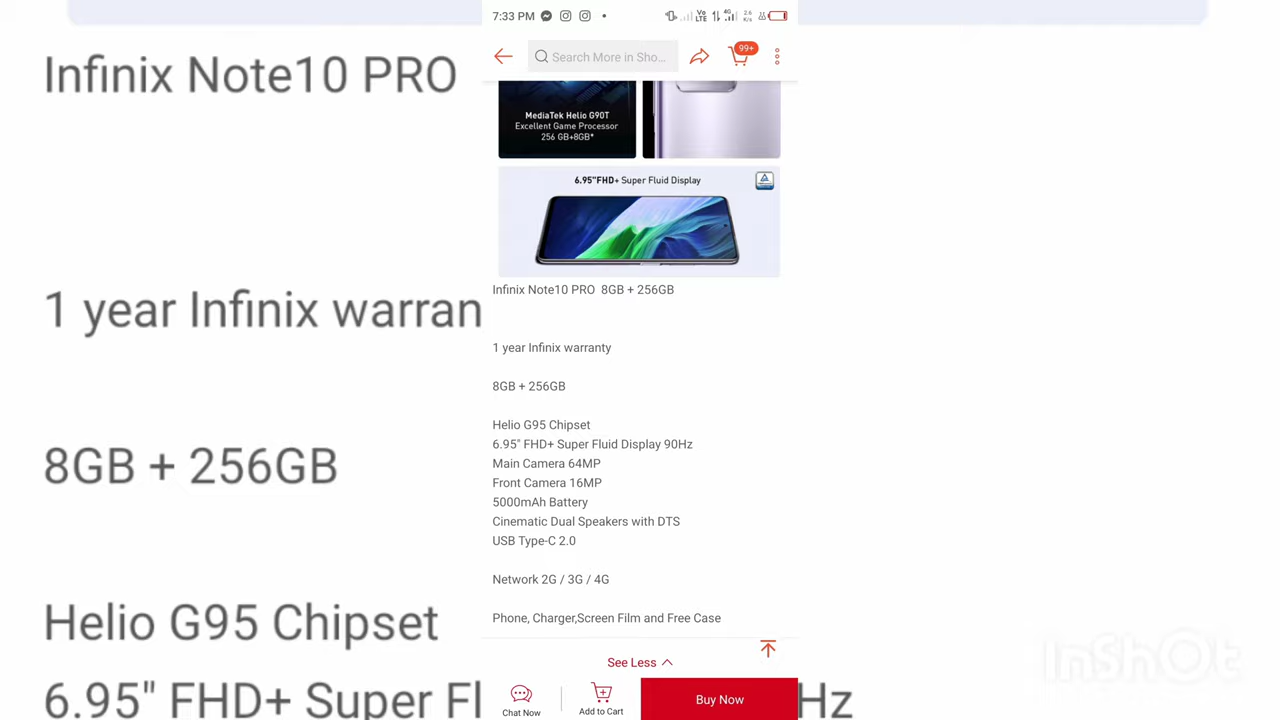 7:33 PM
Vo LTE
4G
2.6 K/s
Search More in Sho...
99+
MediaTek Helio G90T
Excellent Game Processor
256 GB+8GB*
6.95"FHD+ Super Fluid Display
Infinix Note10 PRO 8GB + 256GB
1 year Infinix warranty
8GB + 256GB
Helio G95 Chipset
6.95" FHD+ Super Fluid Display 90Hz
Main Camera 64MP
Front Camera 16MP
5000mAh Battery
Cinematic Dual Speakers with DTS
USB Type-C 2.0
Network 2G / 3G / 4G
Phone, Charger,Screen Film and Free Case
See Less
Chat Now
Add to Cart
Buy Now
Infinix Note10 PRO
1 year Infinix warran
8GB + 256GB
Helio G95 Chipset
6.95" FHD+ Super Fl
Hz
InShOt